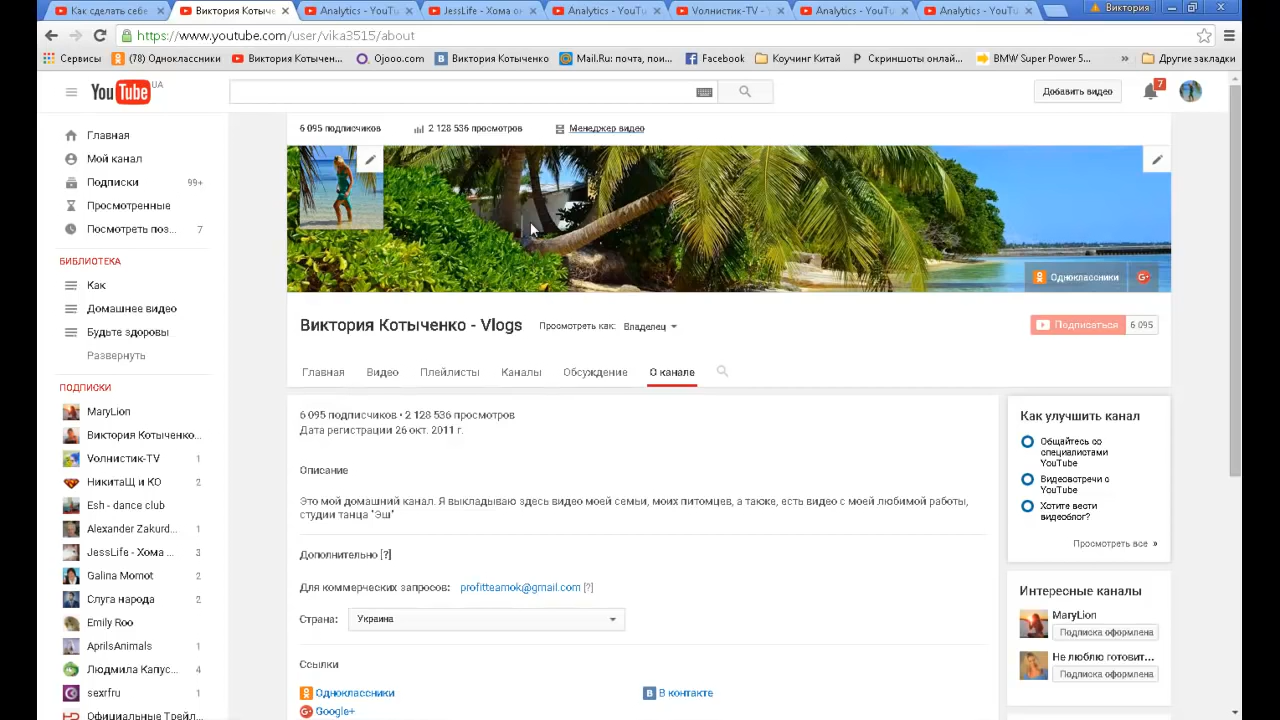 Как сделать себе
Виктория Котыче
Analytics - YouTu
JessLife - Хома о
Analytics - YouTu
Волнистик-TV -
Analytics - YouTu
Analytics - YouTu
Виктория
https://www.youtube.com/user/vika3515/about
Сервисы
(78) Одноклассники
Виктория Котычен...
Ojooo.com
Виктория Котыченко
Mail.Ru: почта, пои...
Facebook
Коучинг Китай
Скриншоты онлай...
BMW Super Power 5...
»
Другие закладки
YouTube UA
Добавить видео
7
6 095 подписчиков
2 128 536 просмотров
Менеджер видео
Главная
Мой канал
Подписки 99+
Просмотренные
Посмотреть поз... 7
БИБЛИОТЕКА
Как
Домашнее видео
Будьте здоровы
Развернуть
ПОДПИСКИ
MaryLion
Виктория Котыченко...
Волнистик-TV 1
НикитаЩ и КО 2
Esh - dance club
Alexander Zakurd... 1
JessLife - Хома ... 3
Galina Momot 2
Слуга народа 2
Emily Roo
AprilsAnimals 1
Людмила Капус... 4
sexrfru 1
Официальные Трейл...
Одноклассники
Виктория Котыченко - Vlogs
Просмотреть как: Владелец
Подписаться 6 095
Главная
Видео
Плейлисты
Каналы
Обсуждение
О канале
6 095 подписчиков • 2 128 536 просмотров
Дата регистрации 26 окт. 2011 г.
Описание
Это мой домашний канал. Я выкладываю здесь видео моей семьи, моих питомцев, а также, есть видео с моей любимой работы,
студии танца "Эш"
Дополнительно [?]
Для коммерческих запросов: profitteamok@gmail.com [?]
Страна: Украина
Ссылки
Одноклассники
В контакте
Google+
Как улучшить канал
Общайтесь со
специалистами
YouTube
Видеовстречи с
YouTube
Хотите вести
видеоблог?
Просмотреть все »
Интересные каналы
MaryLion
Подписка оформлена
Не люблю готовит...
Подписка оформлена